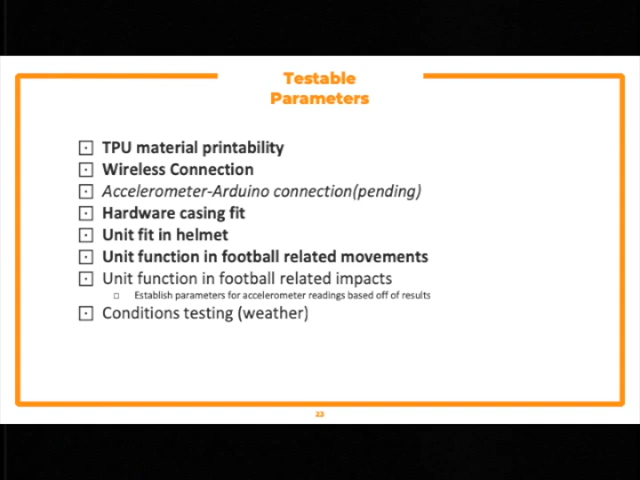 Testable
Parameters
TPU material printability
Wireless Connection
Accelerometer-Arduino connection(pending)
Hardware casing fit
Unit fit in helmet
Unit function in football related movements
Unit function in football related impacts
Establish parameters for accelerometer readings based off of results
Conditions testing (weather)
22